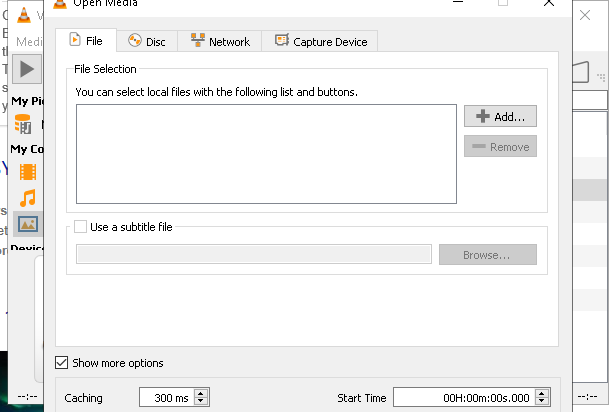 Open Media
Medi
File
Disc
Network
Capture Device
File Selection
You can select local files with the following list and buttons.
Add...
Remove
My Pi
My Co
Use a subtitle file
Browse...
Device
Show more options
Caching
300 ms
Start Time
00H:00m:00s.000
--:--
--:--